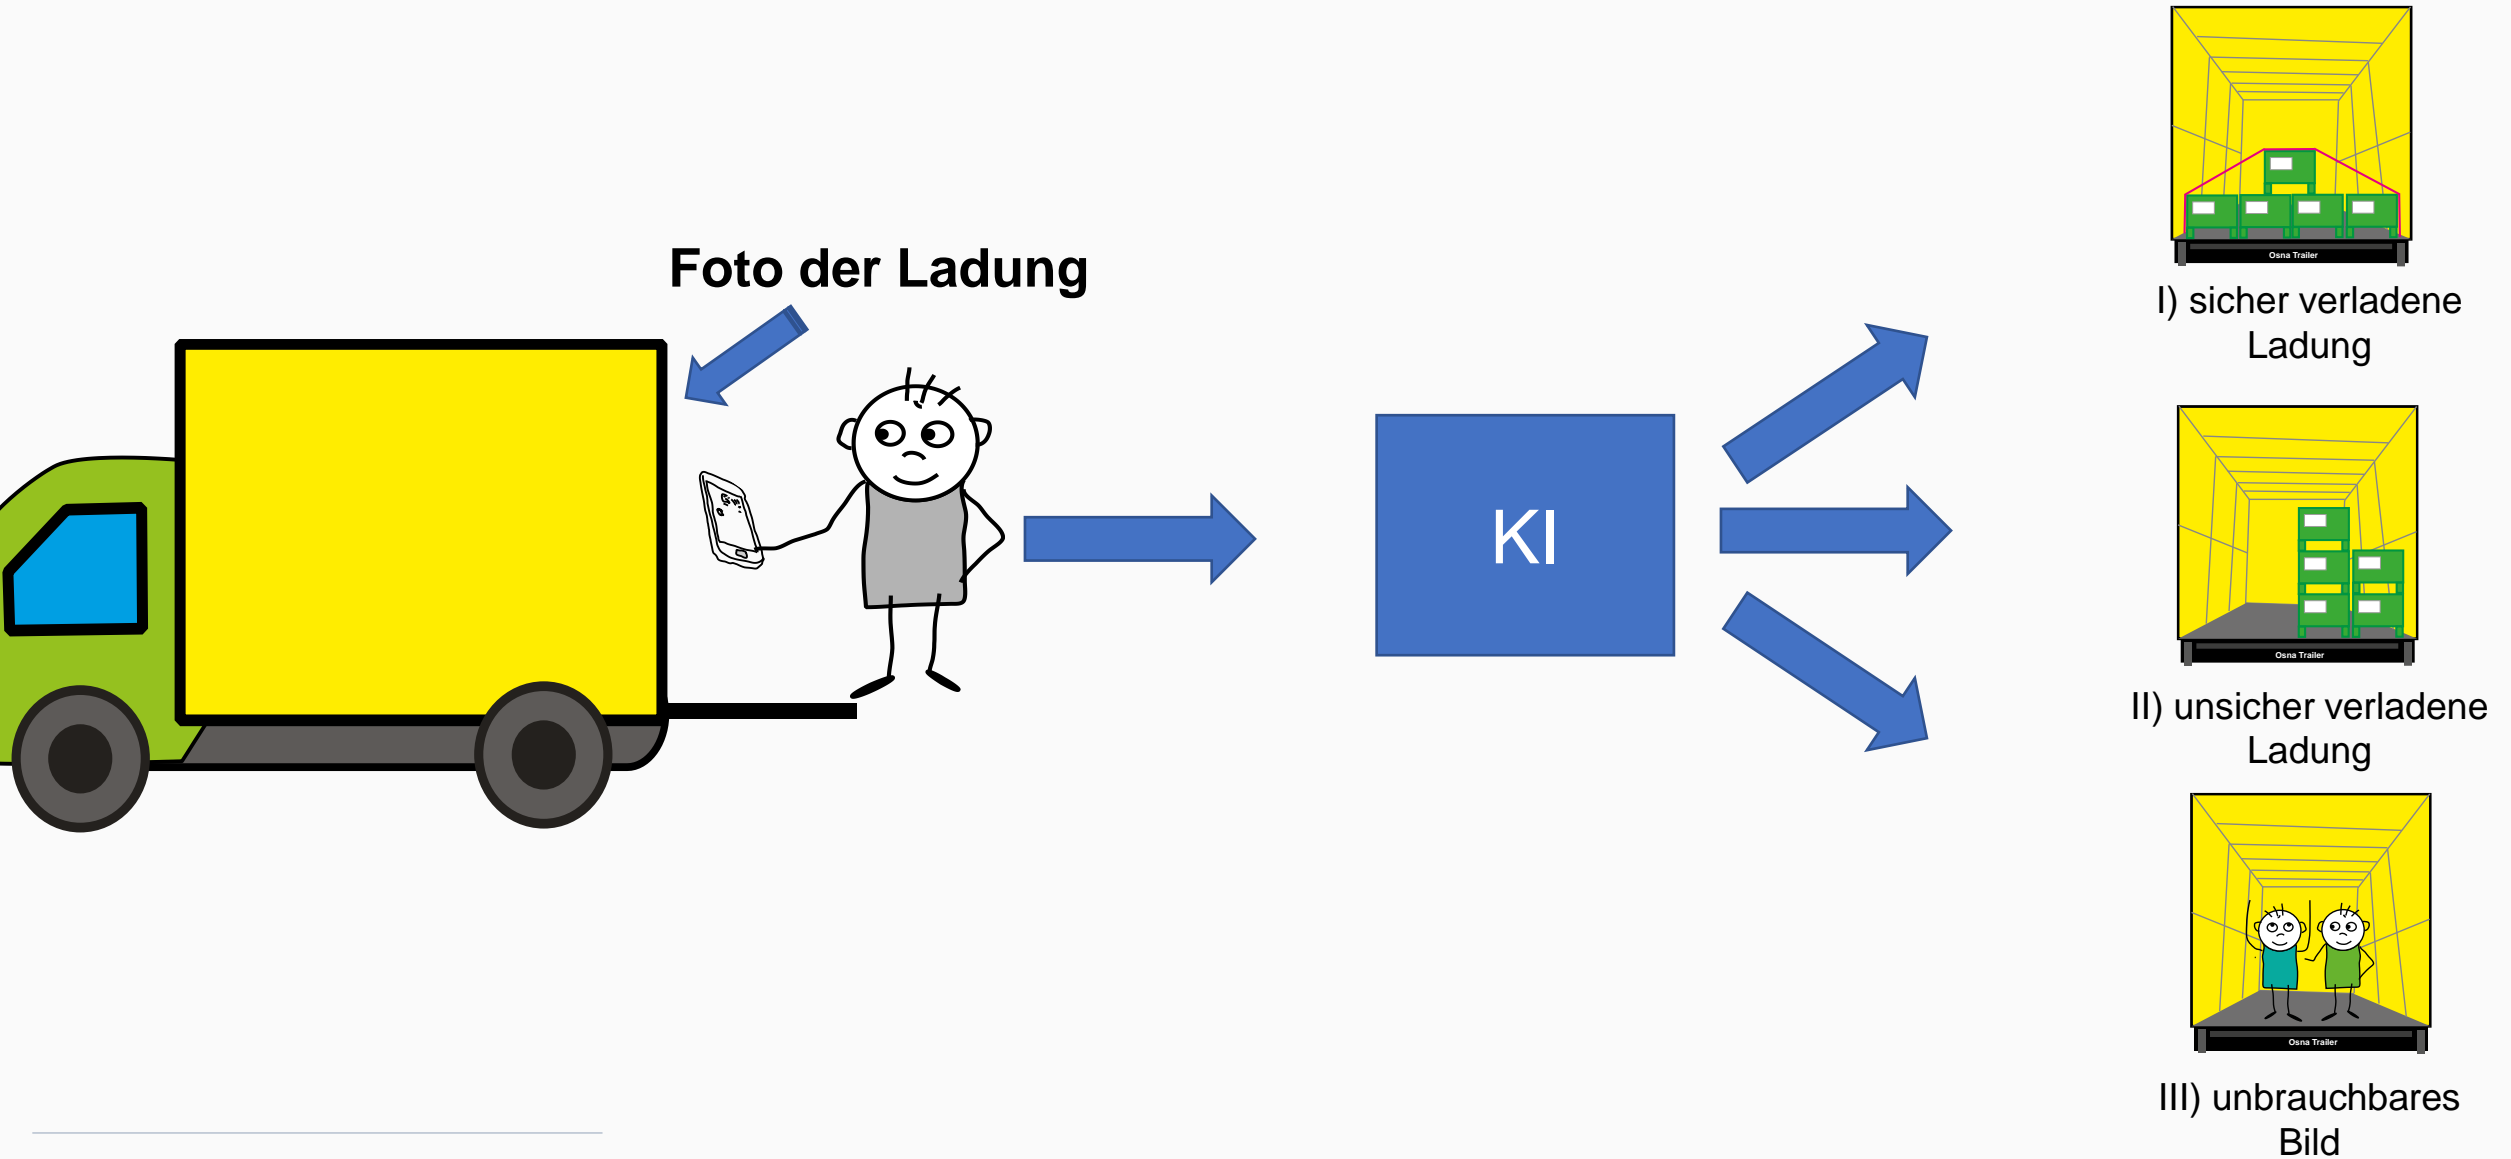 Foto der Ladung
KI
Osna Trailer
I) sicher verladene
Ladung
Osna Trailer
II) unsicher verladene
Ladung
Osna Trailer
III) unbrauchbares
Bild